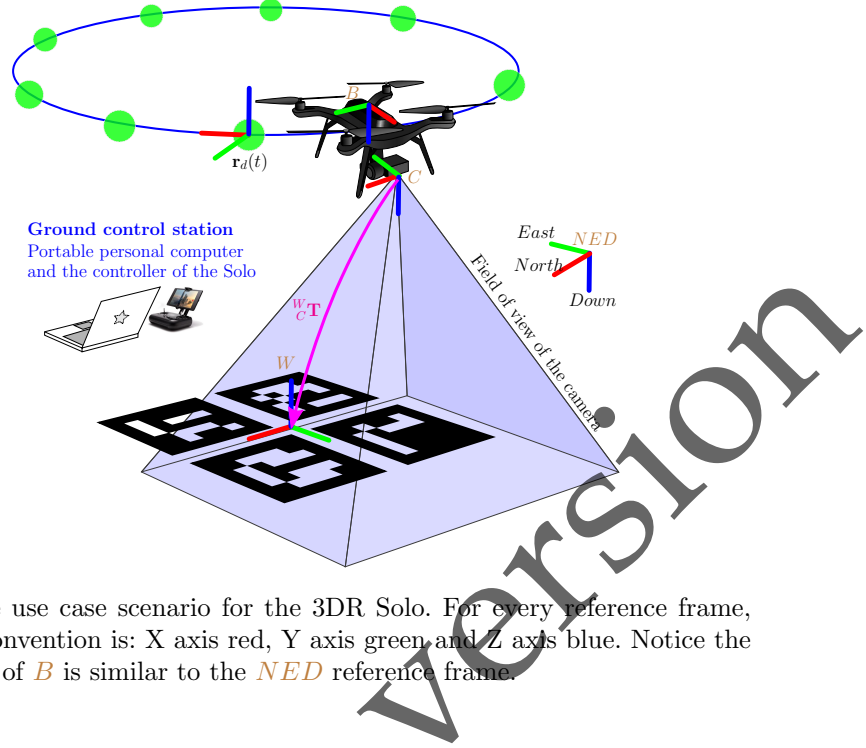 B
r_d(t)
C
Ground control station
Portable personal computer
and the controller of the Solo
East
NED
North
Down
Field of view of the camera
^W_C T
W
use case scenario for the 3DR Solo. For every reference frame,
onvention is: X axis red, Y axis green and Z axis blue. Notice the
of B is similar to the NED reference frame.
version